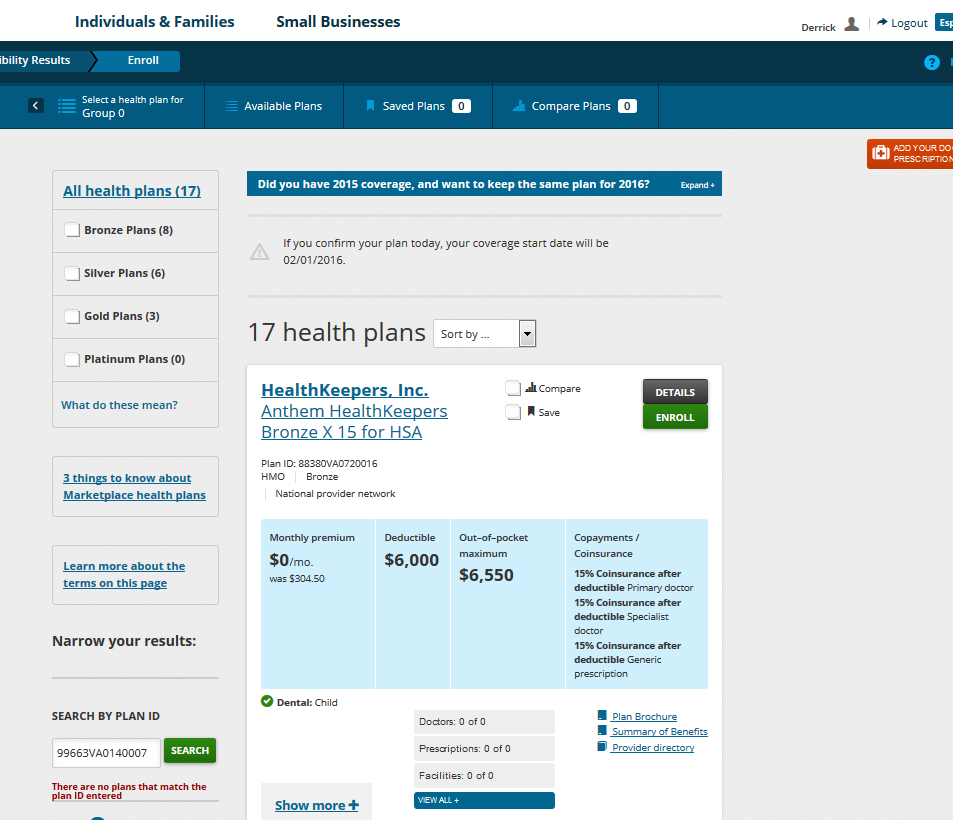 Individuals & Families
Small Businesses
Derrick
Logout
Esp
ibility Results
Enroll
?
Select a health plan for
Group 0
Available Plans
Saved Plans 0
Compare Plans 0
ADD YOUR DO
PRESCRIPTION
All health plans (17)
Bronze Plans (8)
Silver Plans (6)
Gold Plans (3)
Platinum Plans (0)
What do these mean?
3 things to know about
Marketplace health plans
Learn more about the
terms on this page
Narrow your results:
SEARCH BY PLAN ID
99663VA0140007
SEARCH
There are no plans that match the
plan ID entered
Did you have 2015 coverage, and want to keep the same plan for 2016?
Expand +
If you confirm your plan today, your coverage start date will be
02/01/2016.
17 health plans
Sort by ...
HealthKeepers, Inc.
Anthem HealthKeepers
Bronze X 15 for HSA
Compare
Save
DETAILS
ENROLL
Plan ID: 88380VA0720016
HMO
Bronze
National provider network
Monthly premium
$0/mo.
was $304.50
Deductible
$6,000
Out-of-pocket
maximum
$6,550
Copayments /
Coinsurance
15% Coinsurance after
deductible Primary doctor
15% Coinsurance after
deductible Specialist
doctor
15% Coinsurance after
deductible Generic
prescription
Dental: Child
Doctors: 0 of 0
Prescriptions: 0 of 0
Facilities: 0 of 0
VIEW ALL +
Plan Brochure
Summary of Benefits
Provider directory
Show more +